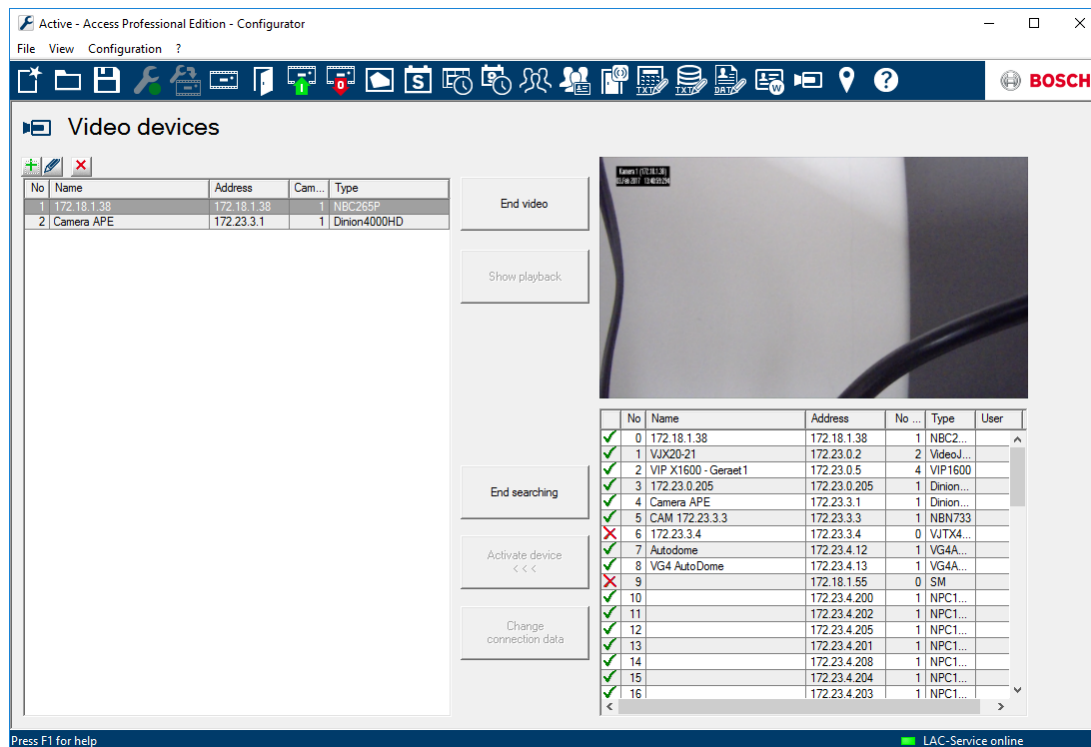 Active - Access Professional Edition - Configurator
File View Configuration ?
S TXT TXT DATA W ? BOSCH
Video devices
No Name Address Cam... Type
1 172.18.1.38 172.18.1.38 1 NBC265P
2 Camera APE 172.23.3.1 1 Dinion4000HD
End video
Show playback
End searching
Activate device
< < <
Change
connection data
Kamera 1 (172.18.1.38)
No Name Address No ... Type User
0 172.18.1.38 172.18.1.38 1 NBC2...
1 VJX20-21 172.23.0.2 2 VideoJ...
2 VIP X1600 - Geraet1 172.23.0.5 4 VIP1600
3 172.23.0.205 172.23.0.205 1 Dinion...
4 Camera APE 172.23.3.1 1 Dinion...
5 CAM 172.23.3.3 172.23.3.3 1 NBN733
6 172.23.3.4 172.23.3.4 0 VJTX4...
7 Autodome 172.23.4.12 1 VG4A...
8 VG4 AutoDome 172.23.4.13 1 VG4A...
9 172.18.1.55 0 SM
10 172.23.4.200 1 NPC1...
11 172.23.4.202 1 NPC1...
12 172.23.4.205 1 NPC1...
13 172.23.4.201 1 NPC1...
14 172.23.4.208 1 NPC1...
15 172.23.4.204 1 NPC1...
16 172.23.4.203 1 NPC1...
Press F1 for help LAC-Service online